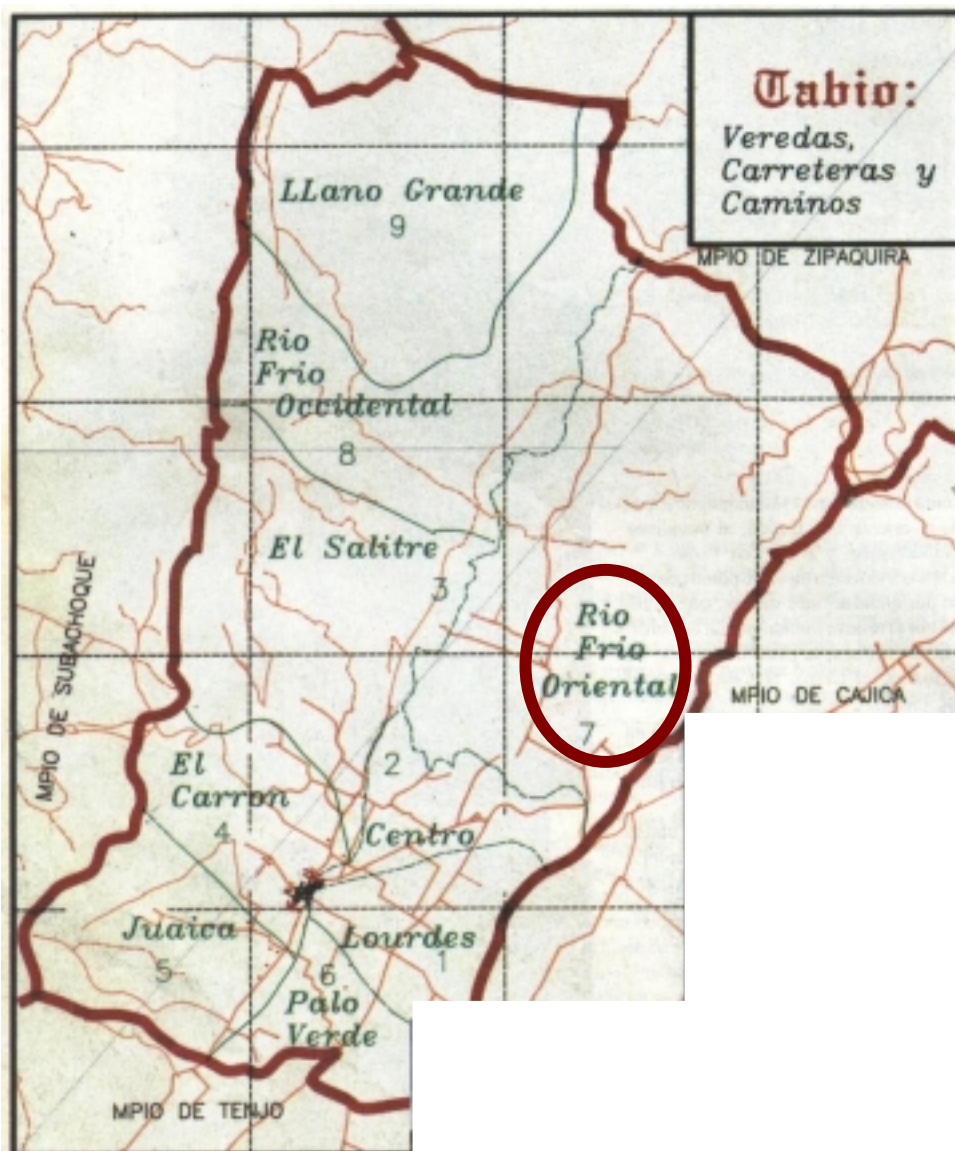 Tabio:
Veredas,
Carreteras y
Caminos
LLano Grande
9
MPIO DE ZIPAQUIRA
Rio
Frio
Occidental
8
El Salitre
3
MPIO DE SUBACHOQUE
Rio
Frio
Oriental
7
MPIO DE CAJICA
2
El
Carron
4
Centro
Juaica
5
Lourdes
1
6
Palo
Verde
MPIO DE TENJO